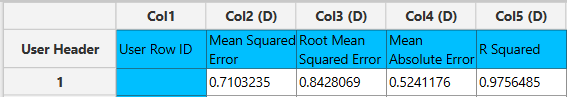 Col1 Col2 (D) Col3 (D) Col4 (D) Col5 (D)
User Header User Row ID Mean Squared Error Root Mean Squared Error Mean Absolute Error R Squared
1 0.7103235 0.8428069 0.5241176 0.9756485